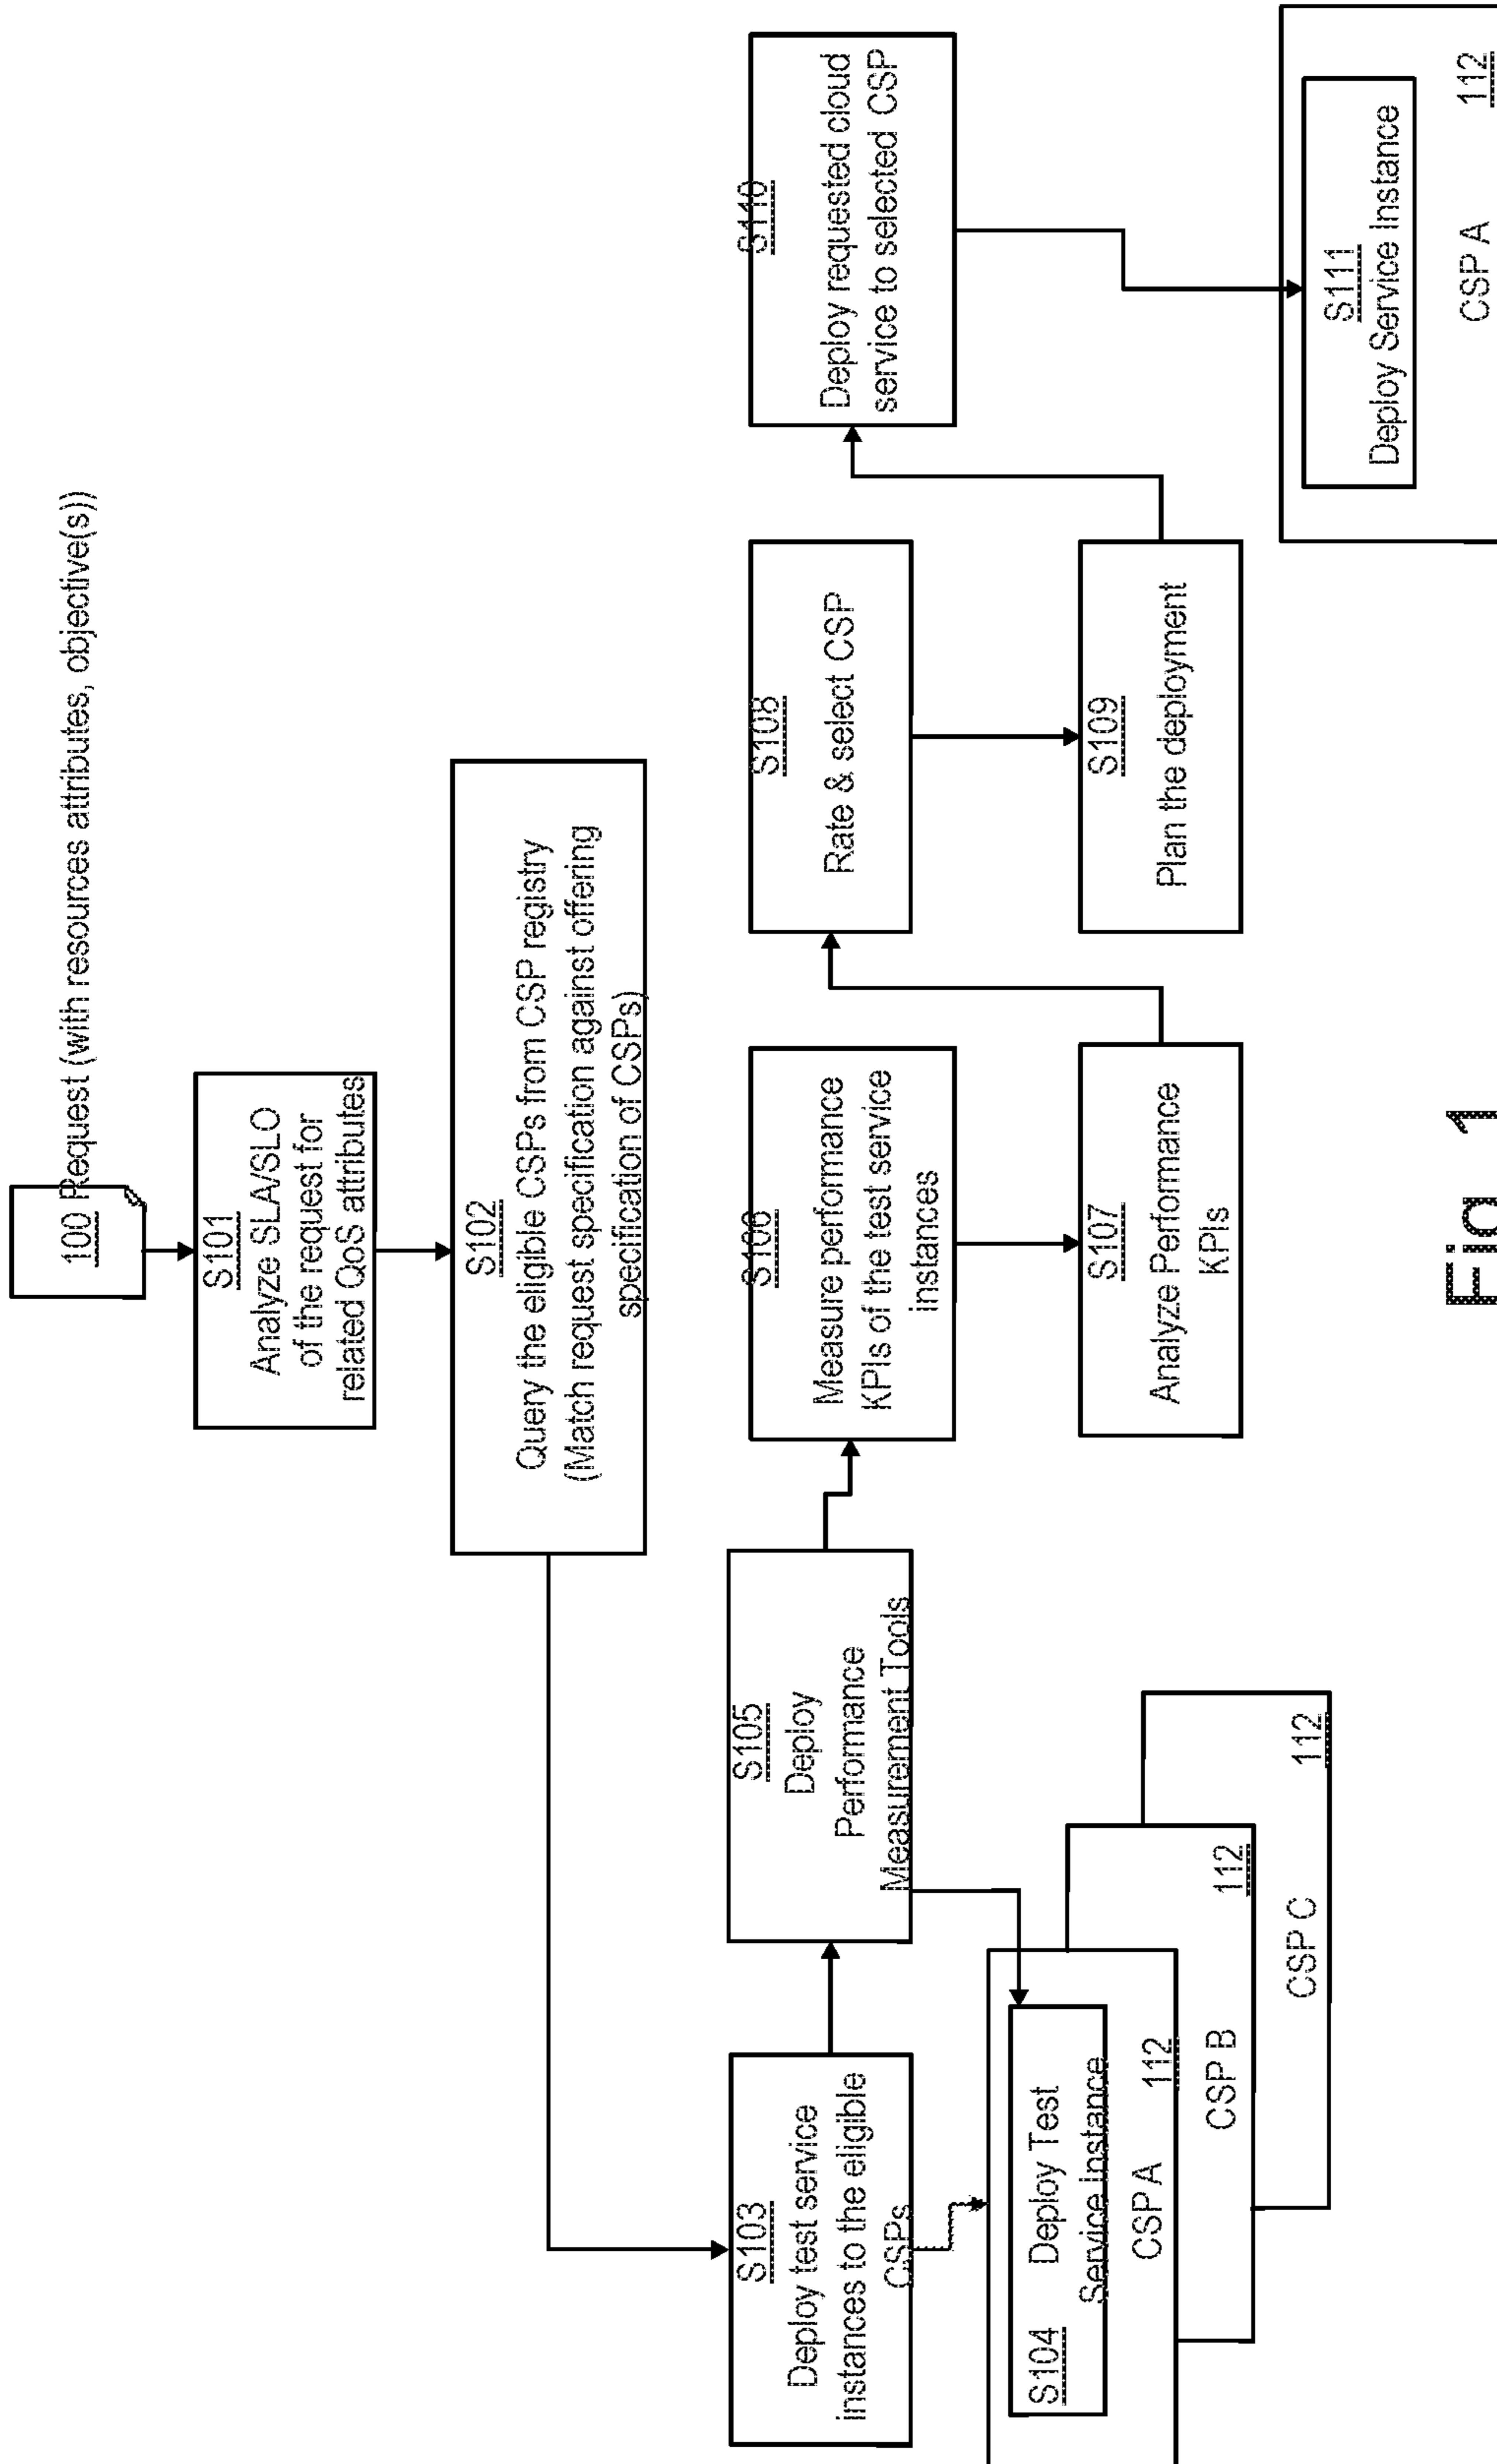 100 Request (with resources attributes, objective(s))
S101
Analyze SLA/SLO
of the request for
related QoS attributes
S102
Query the eligible CSPs from CSP registry
(Match request specification against offering
specification of CSPs)
S103
Deploy test service
instances to the eligible
CSPs
S104 Deploy Test
Service Instance
CSP A 112
CSP B 112
CSP C 112
S105
Deploy
Performance
Measurement Tools
S106
Measure performance
KPIs of the test service
instances
S107
Analyze Performance
KPIs
S108
Rate & select CSP
S109
Plan the deployment
S110
Deploy requested cloud
service to selected CSP
S111
Deploy Service Instance
CSP A 112
Fig 1